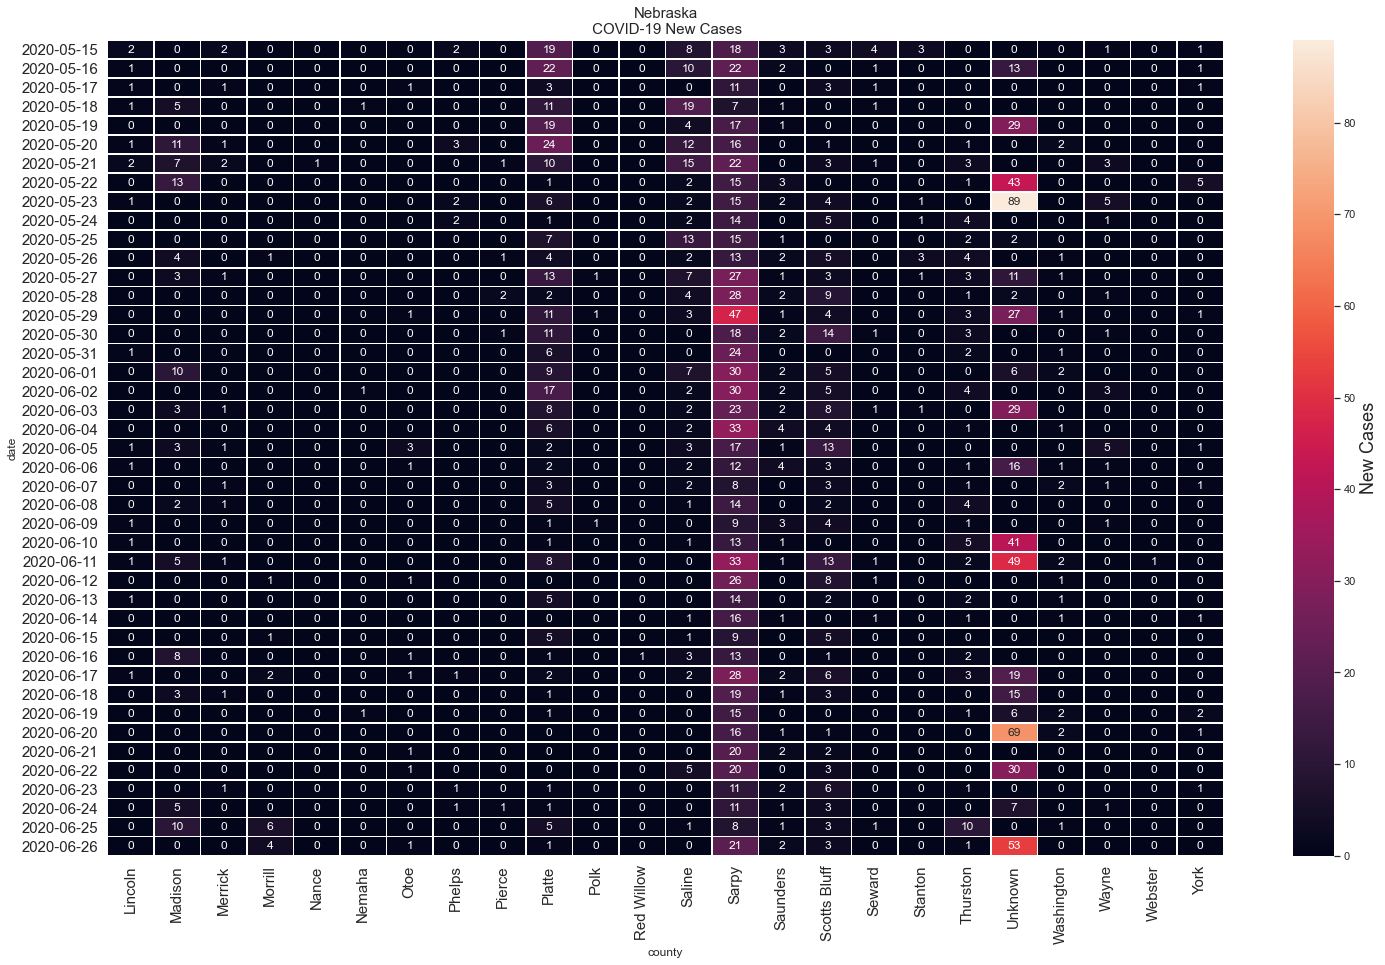 Nebraska
COVID-19 New Cases
2020-05-15 2 0 2 0 0 0 0 2 0 19 0 0 8 18 3 3 4 3 0 0 0 1 0 1
2020-05-16 1 0 0 0 0 0 0 0 0 22 0 0 10 22 2 0 1 0 0 13 0 0 0 1
2020-05-17 1 0 1 0 0 0 1 0 0 3 0 0 0 11 0 3 1 0 0 0 0 0 0 1
2020-05-18 1 5 0 0 0 1 0 0 0 11 0 0 19 7 1 0 1 0 0 0 0 0 0 0
2020-05-19 0 0 0 0 0 0 0 0 0 19 0 0 4 17 1 0 0 0 0 29 0 0 0 0
2020-05-20 1 11 1 0 0 0 0 3 0 24 0 0 12 16 0 1 0 0 1 0 2 0 0 0
2020-05-21 2 7 2 0 1 0 0 0 1 10 0 0 15 22 0 3 1 0 3 0 0 3 0 0
2020-05-22 0 13 0 0 0 0 0 0 0 1 0 0 2 15 3 0 0 0 1 43 0 0 0 5
2020-05-23 1 0 0 0 0 0 0 2 0 6 0 0 2 15 2 4 0 1 0 89 0 5 0 0
2020-05-24 0 0 0 0 0 0 0 2 0 1 0 0 2 14 0 5 0 1 4 0 0 1 0 0
2020-05-25 0 0 0 0 0 0 0 0 0 7 0 0 13 15 1 0 0 0 2 2 0 0 0 0
2020-05-26 0 4 0 1 0 0 0 0 1 4 0 0 2 13 2 5 0 3 4 0 1 0 0 0
2020-05-27 0 3 1 0 0 0 0 0 0 13 1 0 7 27 1 3 0 1 3 11 1 0 0 0
2020-05-28 0 0 0 0 0 0 0 0 2 2 0 0 4 28 2 9 0 0 1 2 0 1 0 0
2020-05-29 0 0 0 0 0 0 1 0 0 11 1 0 3 47 1 4 0 0 3 27 1 0 0 1
2020-05-30 0 0 0 0 0 0 0 0 1 11 0 0 0 18 2 14 1 0 3 0 0 1 0 0
2020-05-31 1 0 0 0 0 0 0 0 0 6 0 0 0 24 0 0 0 0 2 0 1 0 0 0
2020-06-01 0 10 0 0 0 0 0 0 0 9 0 0 7 30 2 5 0 0 0 6 2 0 0 0
2020-06-02 0 0 0 0 0 1 0 0 0 17 0 0 2 30 2 5 0 0 4 0 0 3 0 0
2020-06-03 0 3 1 0 0 0 0 0 0 8 0 0 2 23 2 8 1 1 0 29 0 0 0 0
2020-06-04 0 0 0 0 0 0 0 0 0 6 0 0 2 33 4 4 0 0 1 0 1 0 0 0
2020-06-05 1 3 1 0 0 0 3 0 0 2 0 0 3 17 1 13 0 0 0 0 0 5 0 1
2020-06-06 1 0 0 0 0 0 1 0 0 2 0 0 2 12 4 3 0 0 1 16 1 1 0 0
2020-06-07 0 0 1 0 0 0 0 0 0 3 0 0 2 8 0 3 0 0 1 0 2 1 0 1
2020-06-08 0 2 1 0 0 0 0 0 0 5 0 0 1 14 0 2 0 0 4 0 0 0 0 0
2020-06-09 1 0 0 0 0 0 0 0 0 1 1 0 0 9 3 4 0 0 1 0 0 1 0 0
2020-06-10 1 0 0 0 0 0 0 0 0 1 0 0 1 13 1 0 0 0 5 41 0 0 0 0
2020-06-11 1 5 1 0 0 0 0 0 0 8 0 0 0 33 1 13 1 0 2 49 2 0 1 0
2020-06-12 0 0 0 1 0 0 1 0 0 0 0 0 0 26 0 8 1 0 0 0 1 0 0 0
2020-06-13 1 0 0 0 0 0 0 0 0 5 0 0 0 14 0 2 0 0 2 0 1 0 0 0
2020-06-14 0 0 0 0 0 0 0 0 0 0 0 0 1 16 1 0 1 0 1 0 1 0 0 1
2020-06-15 0 0 0 1 0 0 0 0 0 5 0 0 1 9 0 5 0 0 0 0 0 0 0 0
2020-06-16 0 8 0 0 0 0 1 0 0 1 0 1 3 13 0 1 0 0 2 0 0 0 0 0
2020-06-17 1 0 0 2 0 0 1 1 0 2 0 0 2 28 2 6 0 0 3 19 0 0 0 0
2020-06-18 0 3 1 0 0 0 0 0 0 1 0 0 0 19 1 3 0 0 0 15 0 0 0 0
2020-06-19 0 0 0 0 0 1 0 0 0 1 0 0 0 15 0 0 0 0 1 6 2 0 0 2
2020-06-20 0 0 0 0 0 0 0 0 0 0 0 0 0 16 1 1 0 0 0 69 2 0 0 1
2020-06-21 0 0 0 0 0 0 1 0 0 0 0 0 0 20 2 2 0 0 0 0 0 0 0 0
2020-06-22 0 0 0 0 0 0 1 0 0 0 0 0 5 20 0 3 0 0 0 30 0 0 0 0
2020-06-23 0 0 1 0 0 0 0 1 0 1 0 0 0 11 2 6 0 0 1 0 0 0 0 1
2020-06-24 0 5 0 0 0 0 0 1 1 1 0 0 0 11 1 3 0 0 0 7 0 1 0 0
2020-06-25 0 10 0 6 0 0 0 0 0 5 0 0 1 8 1 3 1 0 10 0 1 0 0 0
2020-06-26 0 0 0 4 0 0 1 0 0 1 0 0 0 21 2 3 0 0 1 53 0 0 0 0
Lincoln Madison Merrick Morrill Nance Nemaha Otoe Phelps Pierce Platte Polk Red Willow Saline Sarpy Saunders Scotts Bluff Seward Stanton Thurston Unknown Washington Wayne Webster York
county
date
80
70
60
50
40
30
20
10
0
New Cases